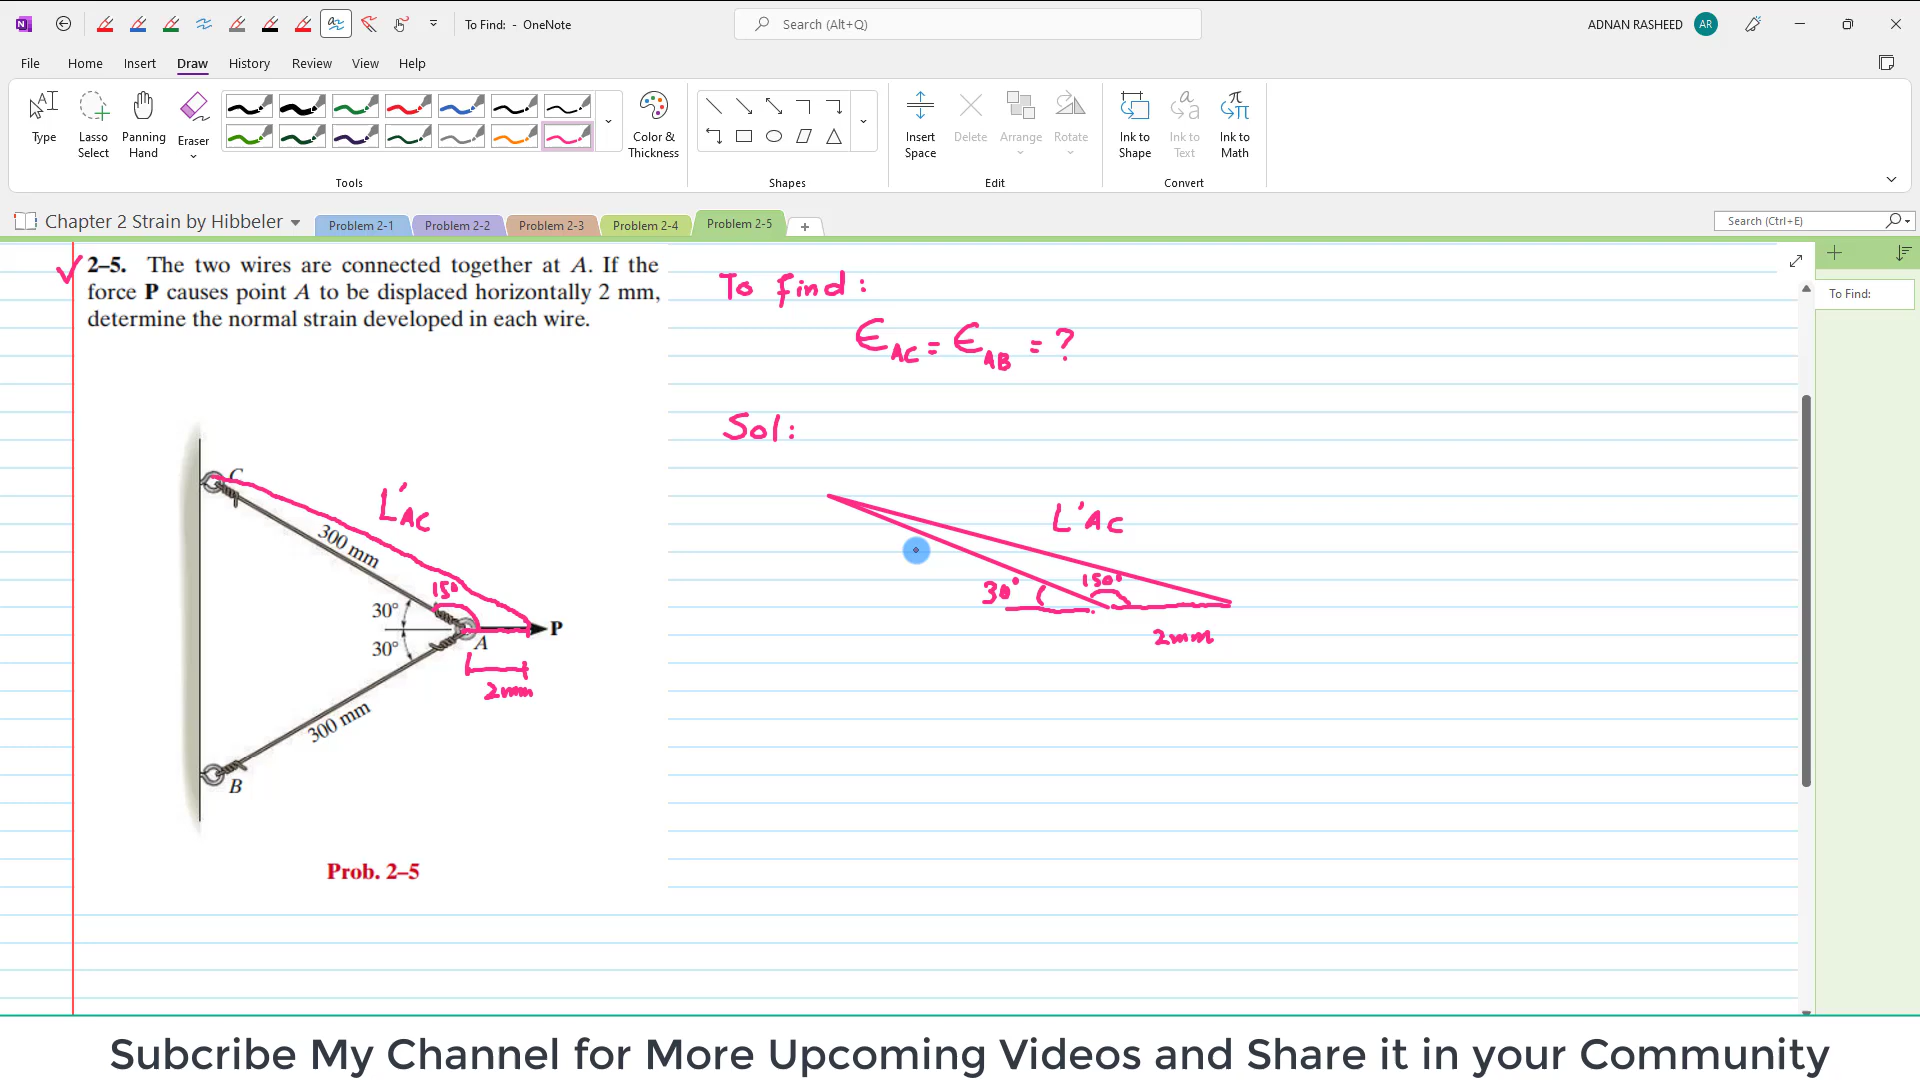 To Find: - OneNote
Search (Alt+Q)
ADNAN RASHEED
AR
File Home Insert Draw History Review View Help
Type
Lasso Select
Panning Hand
Eraser
Color & Thickness
Insert Space
Delete
Arrange
Rotate
Ink to Shape
Ink to Text
Ink to Math
Tools
Shapes
Edit
Convert
Chapter 2 Strain by Hibbeler
Problem 2-1
Problem 2-2
Problem 2-3
Problem 2-4
Problem 2-5
Search (Ctrl+E)
To Find:
2–5. The two wires are connected together at A. If the
force P causes point A to be displaced horizontally 2 mm,
determine the normal strain developed in each wire.
C
L'AC
300 mm
150°
30°
30°
A
P
2mm
300 mm
B
Prob. 2–5
To find:
ϵAC = ϵAB = ?
Sol:
L'AC
30°
150°
2mm
Subcribe My Channel for More Upcoming Videos and Share it in your Community